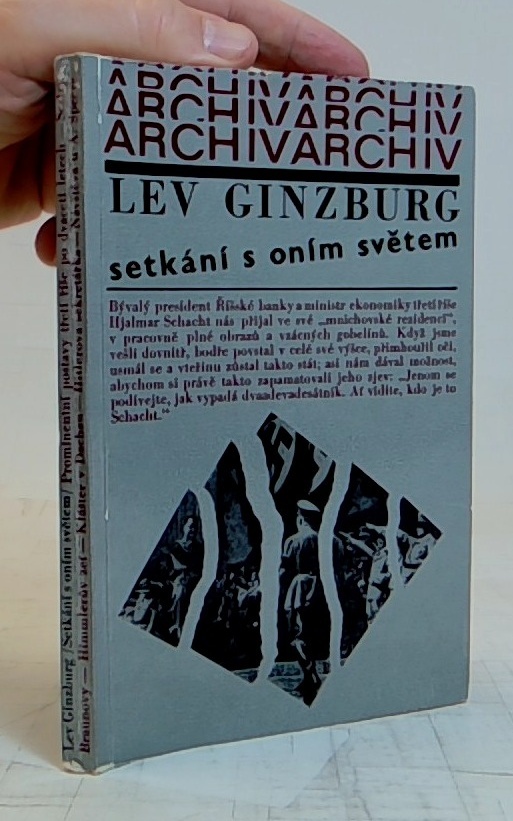 ARCHIVARCHIV
ARCHIVARCHIV
ARCHIVARCHIV
ARCHIVARCHIV
LEV GINZBURG
setkání s oním světem
Bývalý president Říšské banky a ministr ekonomiky třetí říše
Hjalmar Schacht nás přijal ve své „mnichovské rezidenci“,
v pracovně plné obrazů a vzácných gobelínů. Když jsme
vešli dovnitř, bodře povstal v celé své výšce, přimhouřil oči,
usmál se a vteřinu zůstal takto stát; asi nám dával možnost,
abychom si právě takto zapamatovali jeho zjev: „Jenom se
podívejte, jak vypadá dvaadevadesátník. Ať vidíte, kdo je to
Schacht.“
Lev Ginzburg / Setkání s oním světem / Prominentní postavy třetí říše po dvaceti letech
Braunovy — Himmlerův zeť — Klášter v Dachau — Hitlerova sekretářka — Návštěva u A. Speera